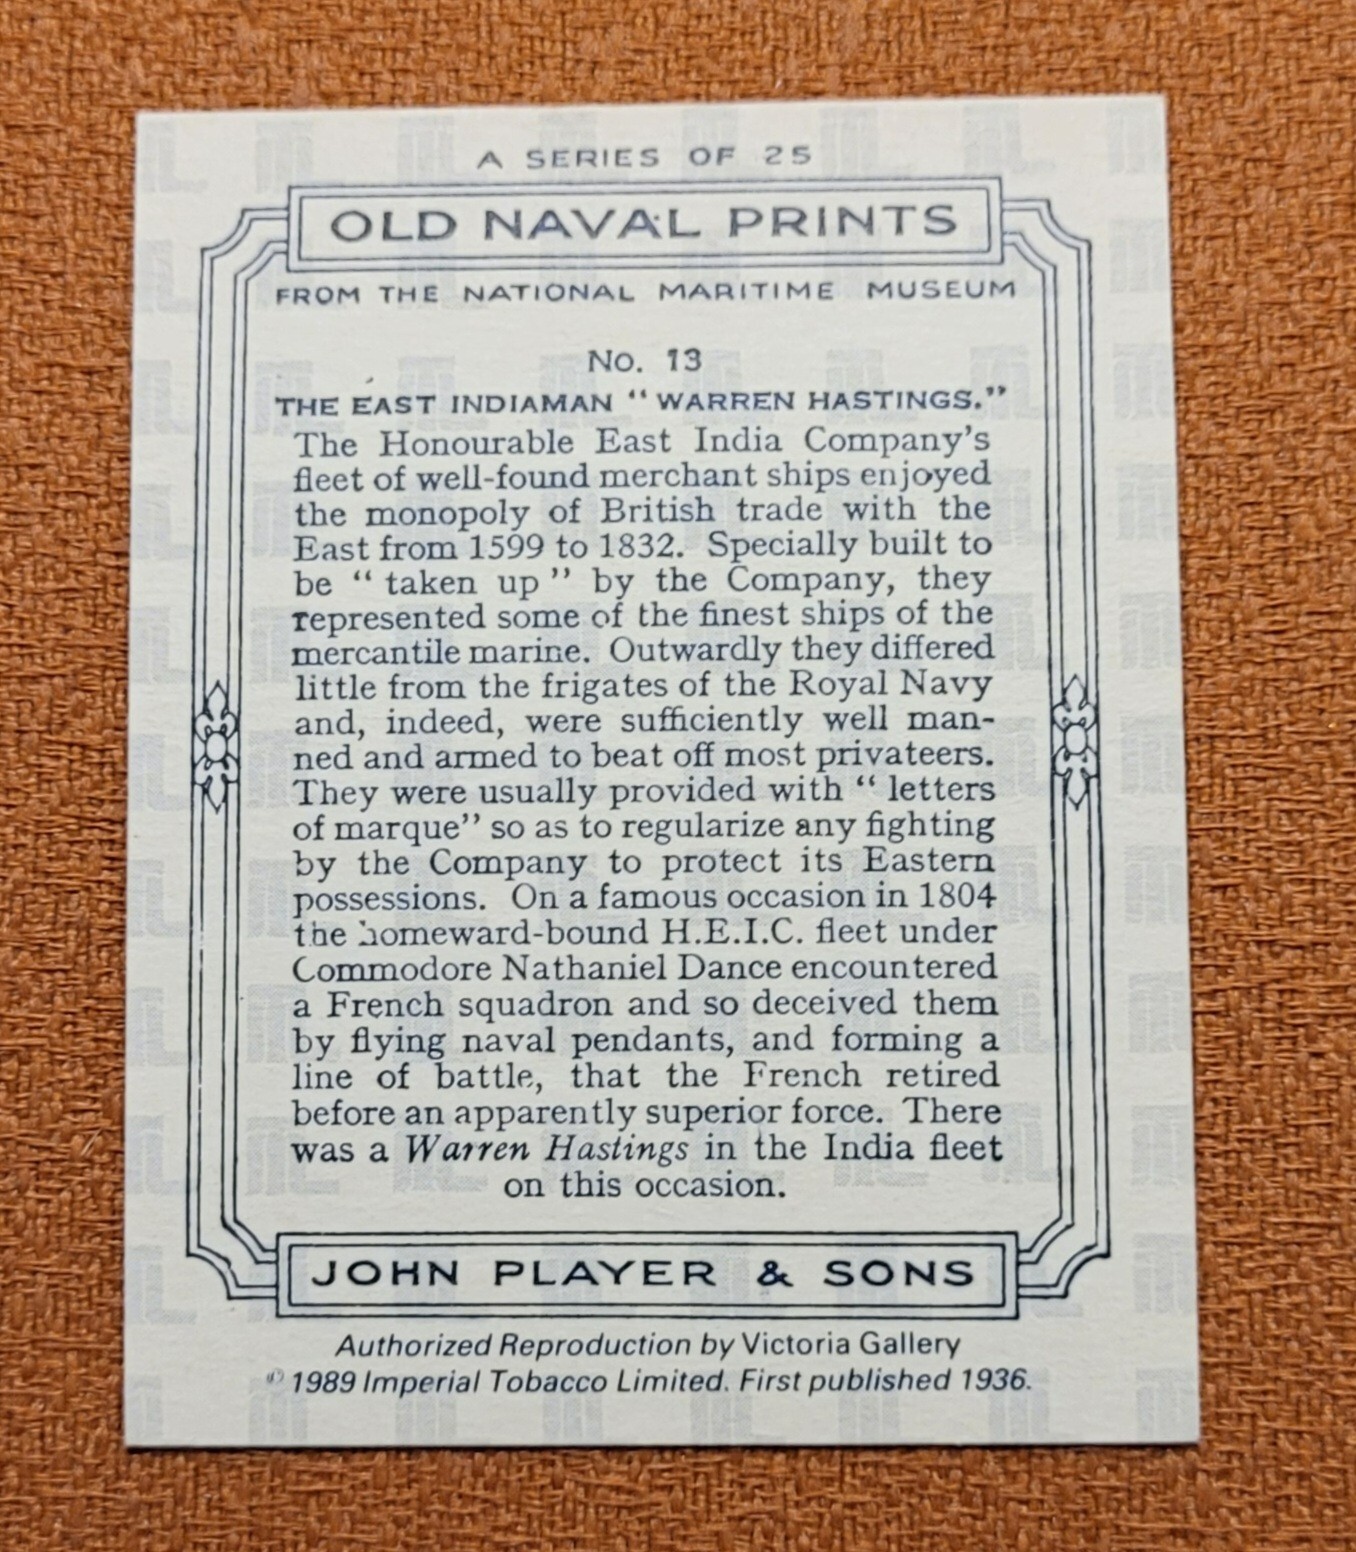 A SERIES OF 25
OLD NAVAL PRINTS
FROM THE NATIONAL MARITIME MUSEUM
No. 13
THE EAST INDIAMAN “WARREN HASTINGS.”
The Honourable East India Company’s
fleet of well-found merchant ships enjoyed
the monopoly of British trade with the
East from 1599 to 1832. Specially built to
be “ taken up ” by the Company, they
represented some of the finest ships of the
mercantile marine. Outwardly they differed
little from the frigates of the Royal Navy
and, indeed, were sufficiently well man-
ned and armed to beat off most privateers.
They were usually provided with “ letters
of marque” so as to regularize any fighting
by the Company to protect its Eastern
possessions. On a famous occasion in 1804
the homeward-bound H.E.I.C. fleet under
Commodore Nathaniel Dance encountered
a French squadron and so deceived them
by flying naval pendants, and forming a
line of battle, that the French retired
before an apparently superior force. There
was a Warren Hastings in the India fleet
on this occasion.
JOHN PLAYER & SONS
Authorized Reproduction by Victoria Gallery
© 1989 Imperial Tobacco Limited. First published 1936.